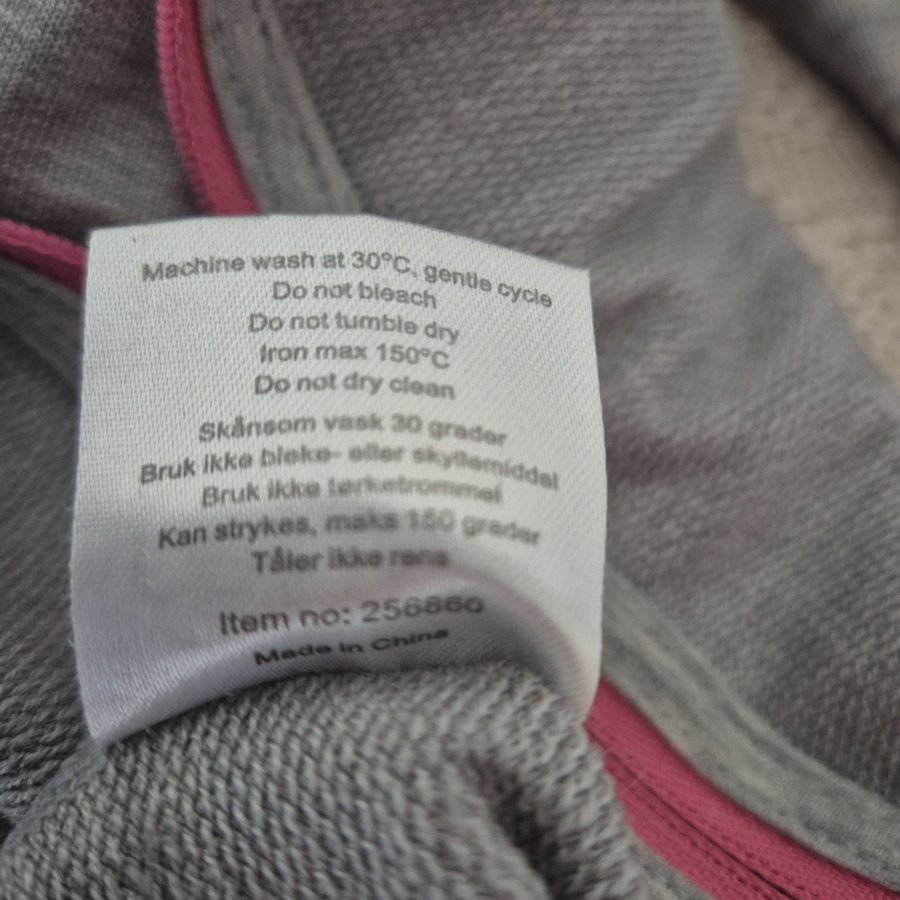 Machine wash at 30°C, gentle cycle
Do not bleach
Do not tumble dry
Iron max 150°C
Do not dry clean
Skånsom vask 30 grader
Bruk ikke bleke- eller skyllemiddel
Bruk ikke tørketrommel
Kan strykes, maks 150 grader
Tåler ikke rens
Item no: 256860
Made in China